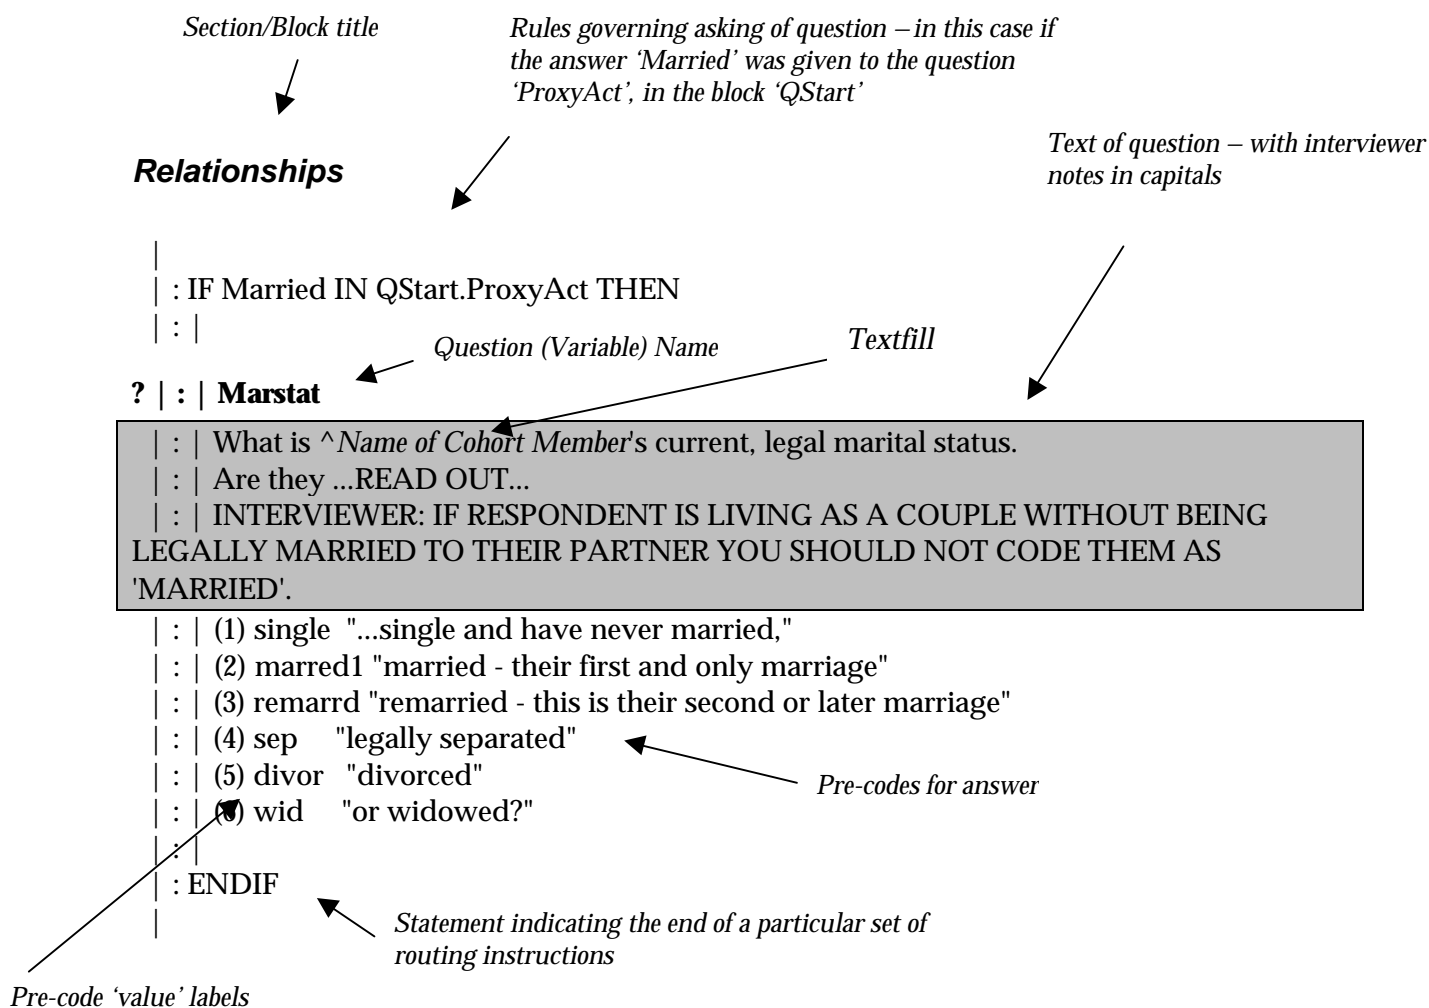 Section/Block title
Rules governing asking of question – in this case if
the answer ‘Married’ was given to the question
‘ProxyAct’, in the block ‘QStart’
Text of question – with interviewer
notes in capitals
Relationships
|
| : IF Married IN QStart.ProxyAct THEN
| : |
Question (Variable) Name
Textfill
? | : | Marstat
| : | What is ^Name of Cohort Member's current, legal marital status.
| : | Are they ...READ OUT...
| : | INTERVIEWER: IF RESPONDENT IS LIVING AS A COUPLE WITHOUT BEING
LEGALLY MARRIED TO THEIR PARTNER YOU SHOULD NOT CODE THEM AS
'MARRIED'.
| : | (1) single "...single and have never married,"
| : | (2) marred1 "married - their first and only marriage"
| : | (3) remarrd "remarried - this is their second or later marriage"
| : | (4) sep "legally separated"
| : | (5) divor "divorced"
Pre-codes for answer
| : | (6) wid "or widowed?"
| : |
| : ENDIF
|
Statement indicating the end of a particular set of
routing instructions
Pre-code ‘value’ labels